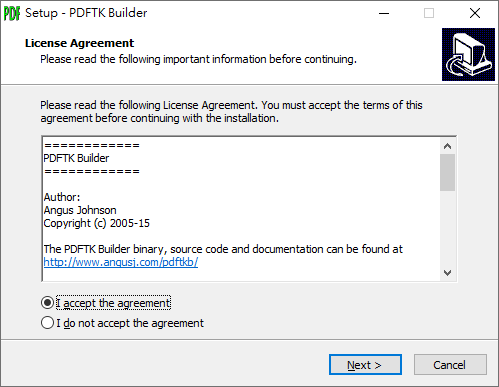 PDF Setup - PDFTK Builder
License Agreement
Please read the following important information before continuing.
Please read the following License Agreement. You must accept the terms of this
agreement before continuing with the installation.
============
PDFTK Builder
============
Author:
Angus Johnson
Copyright (c) 2005-15
The PDFTK Builder binary, source code and documentation can be found at
http://www.angusj.com/pdftkb/
I accept the agreement
I do not accept the agreement
Next >
Cancel